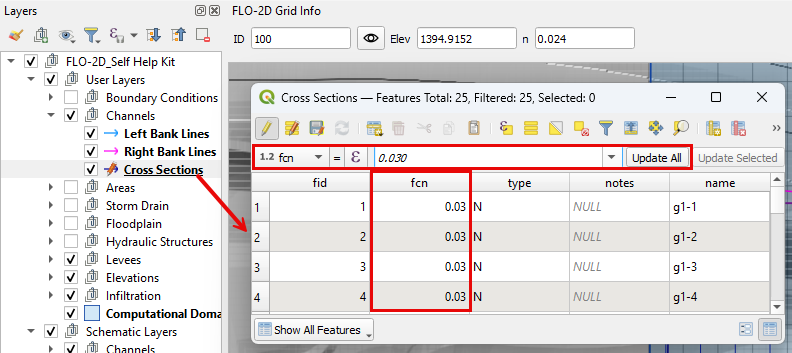 Layers
FLO-2D Grid Info
ID 100 Elev 1394.9152 n 0.024
FLO-2D_Self Help Kit
User Layers
Boundary Conditions
Channels
Left Bank Lines
Right Bank Lines
Cross Sections
Areas
Storm Drain
Floodplain
Hydraulic Structures
Levees
Elevations
Infiltration
Computational Doma
Schematic Layers
Channels
Cross Sections — Features Total: 25, Filtered: 25, Selected: 0
1.2 fcn = ε 0.030 Update All Update Selected
fid fcn type notes name
1 1 0.03 N NULL g1-1
2 2 0.03 N NULL g1-2
3 3 0.03 N NULL g1-3
4 4 0.03 N NULL g1-4
Show All Features